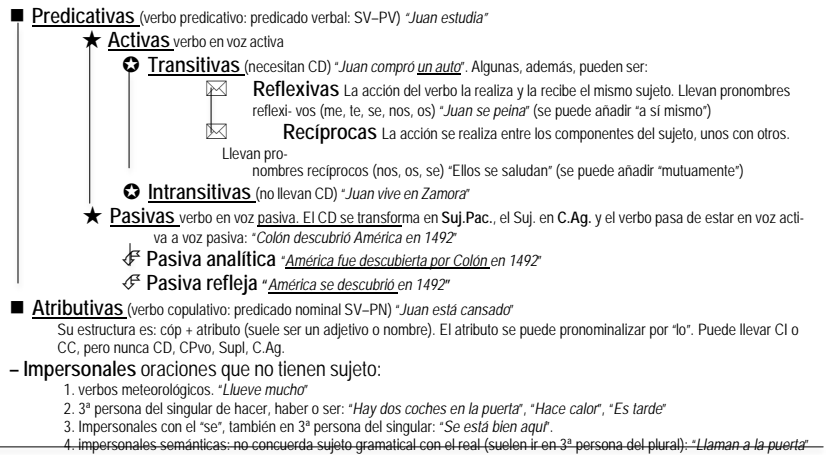 Predicativas (verbo predicativo: predicado verbal: SV–PV) "Juan estudia"
Activas verbo en voz activa
Transitivas (necesitan CD) "Juan compró un auto". Algunas, además, pueden ser:
Reflexivas La acción del verbo la realiza y la recibe el mismo sujeto. Llevan pronombres
reflexi- vos (me, te, se, nos, os) "Juan se peina" (se puede añadir "a sí mismo")
Recíprocas La acción se realiza entre los componentes del sujeto, unos con otros.
Llevan pro-
nombres recíprocos (nos, os, se) "Ellos se saludan" (se puede añadir "mutuamente")
Intransitivas (no llevan CD) "Juan vive en Zamora"
Pasivas verbo en voz pasiva. El CD se transforma en Suj.Pac., el Suj. en C.Ag. y el verbo pasa de estar en voz acti-
va a voz pasiva: "Colón descubrió América en 1492"
Pasiva analítica "América fue descubierta por Colón en 1492"
Pasiva refleja "América se descubrió en 1492"
Atributivas (verbo copulativo: predicado nominal SV–PN) "Juan está cansado"
Su estructura es: cóp + atributo (suele ser un adjetivo o nombre). El atributo se puede pronominalizar por "lo". Puede llevar CI o
CC, pero nunca CD, CPvo, Supl, C.Ag.
– Impersonales oraciones que no tienen sujeto:
1. verbos meteorológicos. "Llueve mucho"
2. 3ª persona del singular de hacer, haber o ser: "Hay dos coches en la puerta", "Hace calor", "Es tarde"
3. Impersonales con el "se", también en 3ª persona del singular: "Se está bien aquí".
4. impersonales semánticas: no concuerda sujeto gramatical con el real (suelen ir en 3ª persona del plural): "Llaman a la puerta"